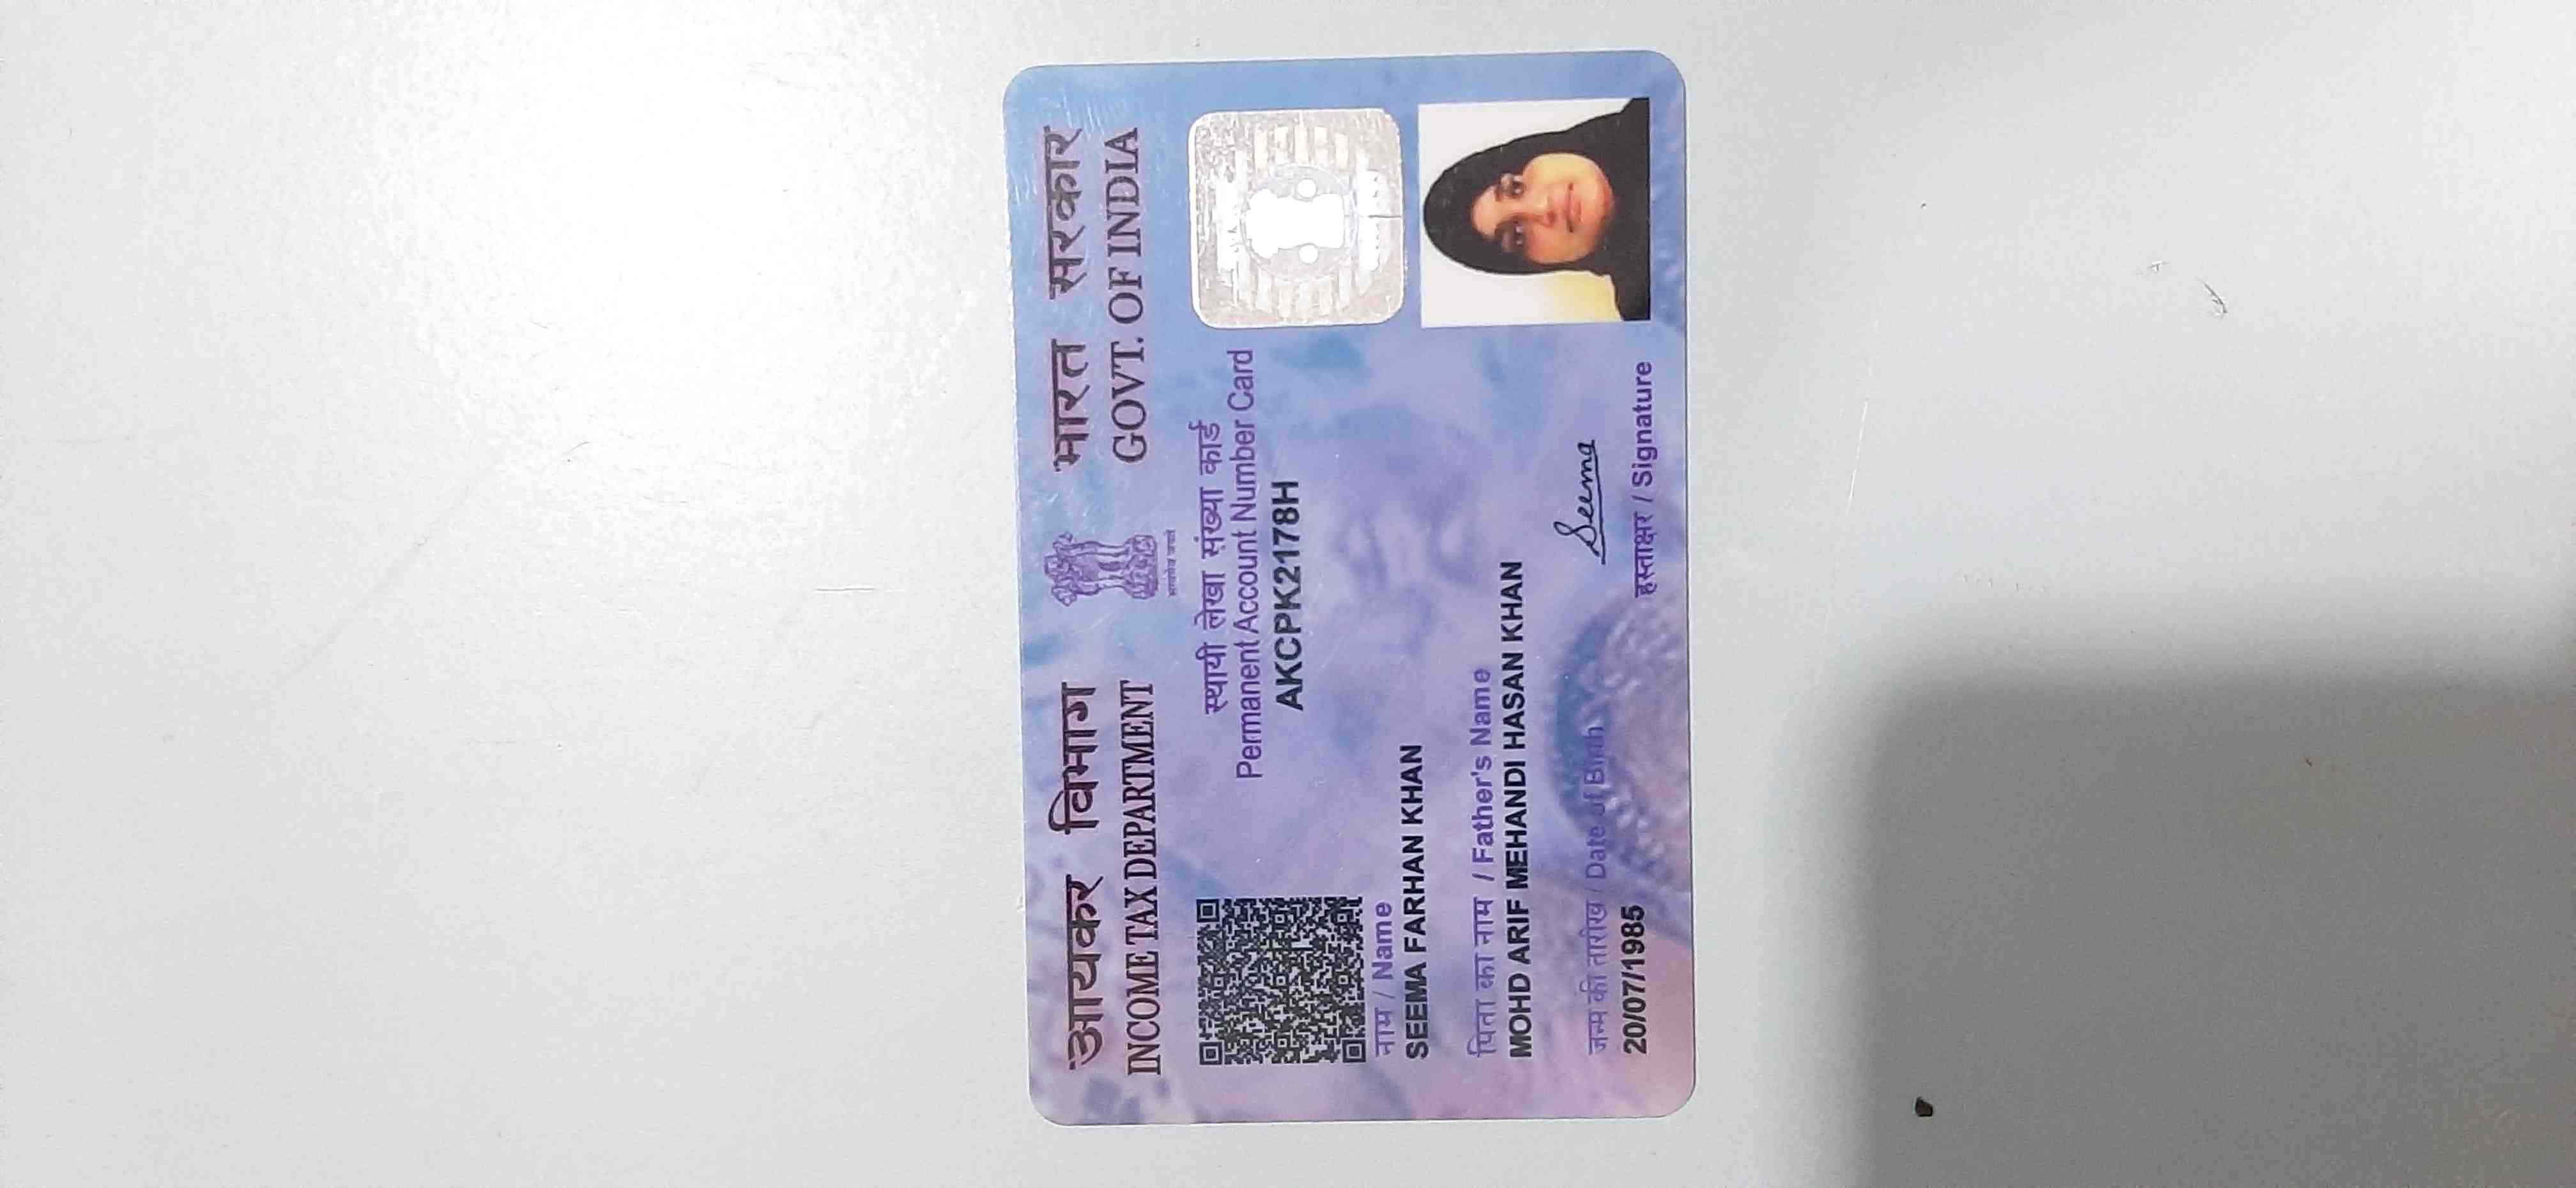 आयकर विभाग
INCOME TAX DEPARTMENT
सत्यमेव जयते
भारत सरकार
GOVT. OF INDIA
स्थायी लेखा संख्या कार्ड
Permanent Account Number Card
AKCPK2178H
नाम / Name
SEEMA FARHAN KHAN
पिता का नाम / Father's Name
MOHD ARIF MEHANDI HASAN KHAN
जन्म की तारीख / Date of Birth
20/07/1985
Seema
हस्ताक्षर / Signature